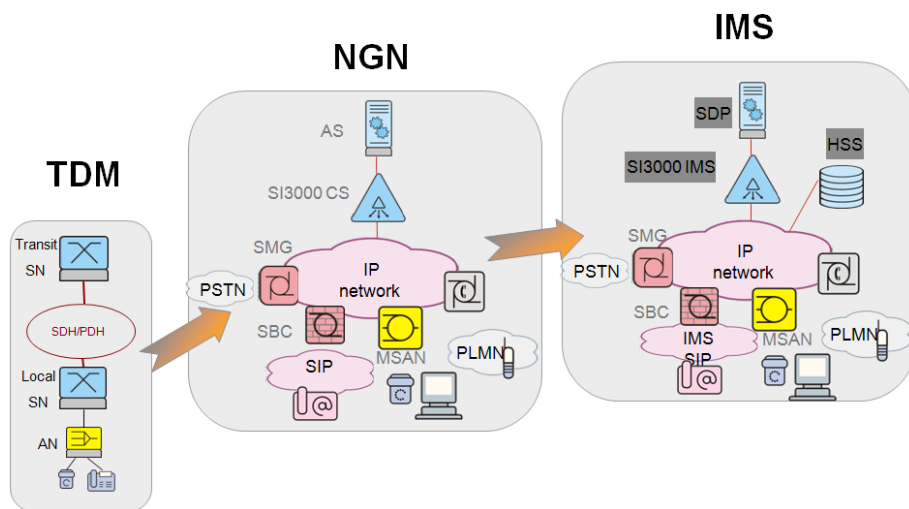 TDM
Transit
SN
SDH/PDH
Local
SN
AN
NGN
AS
SI3000 CS
SMG
IP
network
PSTN
SBC
MSAN
SIP
PLMN
@
IMS
SDP
HSS
SI3000 IMS
SMG
IP
network
PSTN
SBC
MSAN
IMS
SIP
PLMN
@